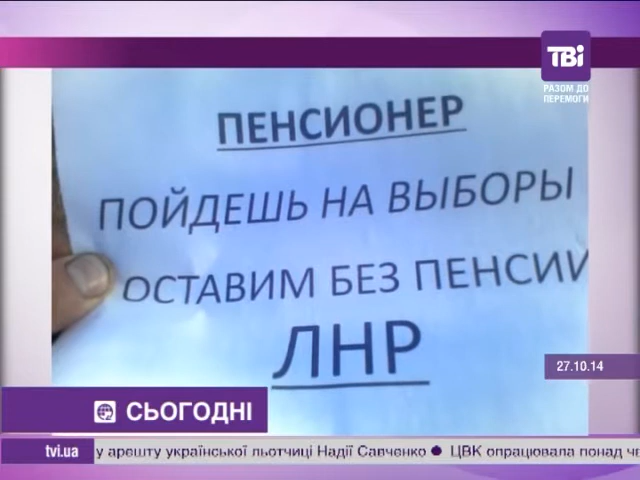 ТВі
РАЗОМ ДО
ПЕРЕМОГИ
ПЕНСИОНЕР
ПОЙДЕШЬ НА ВЫБОРЫ
ОСТАВИМ БЕЗ ПЕНСИИ
ЛНР
27.10.14
СЬОГОДНІ
tvi.ua у арешту української льотчиці Надії Савченко ● ЦВК опрацювала понад че